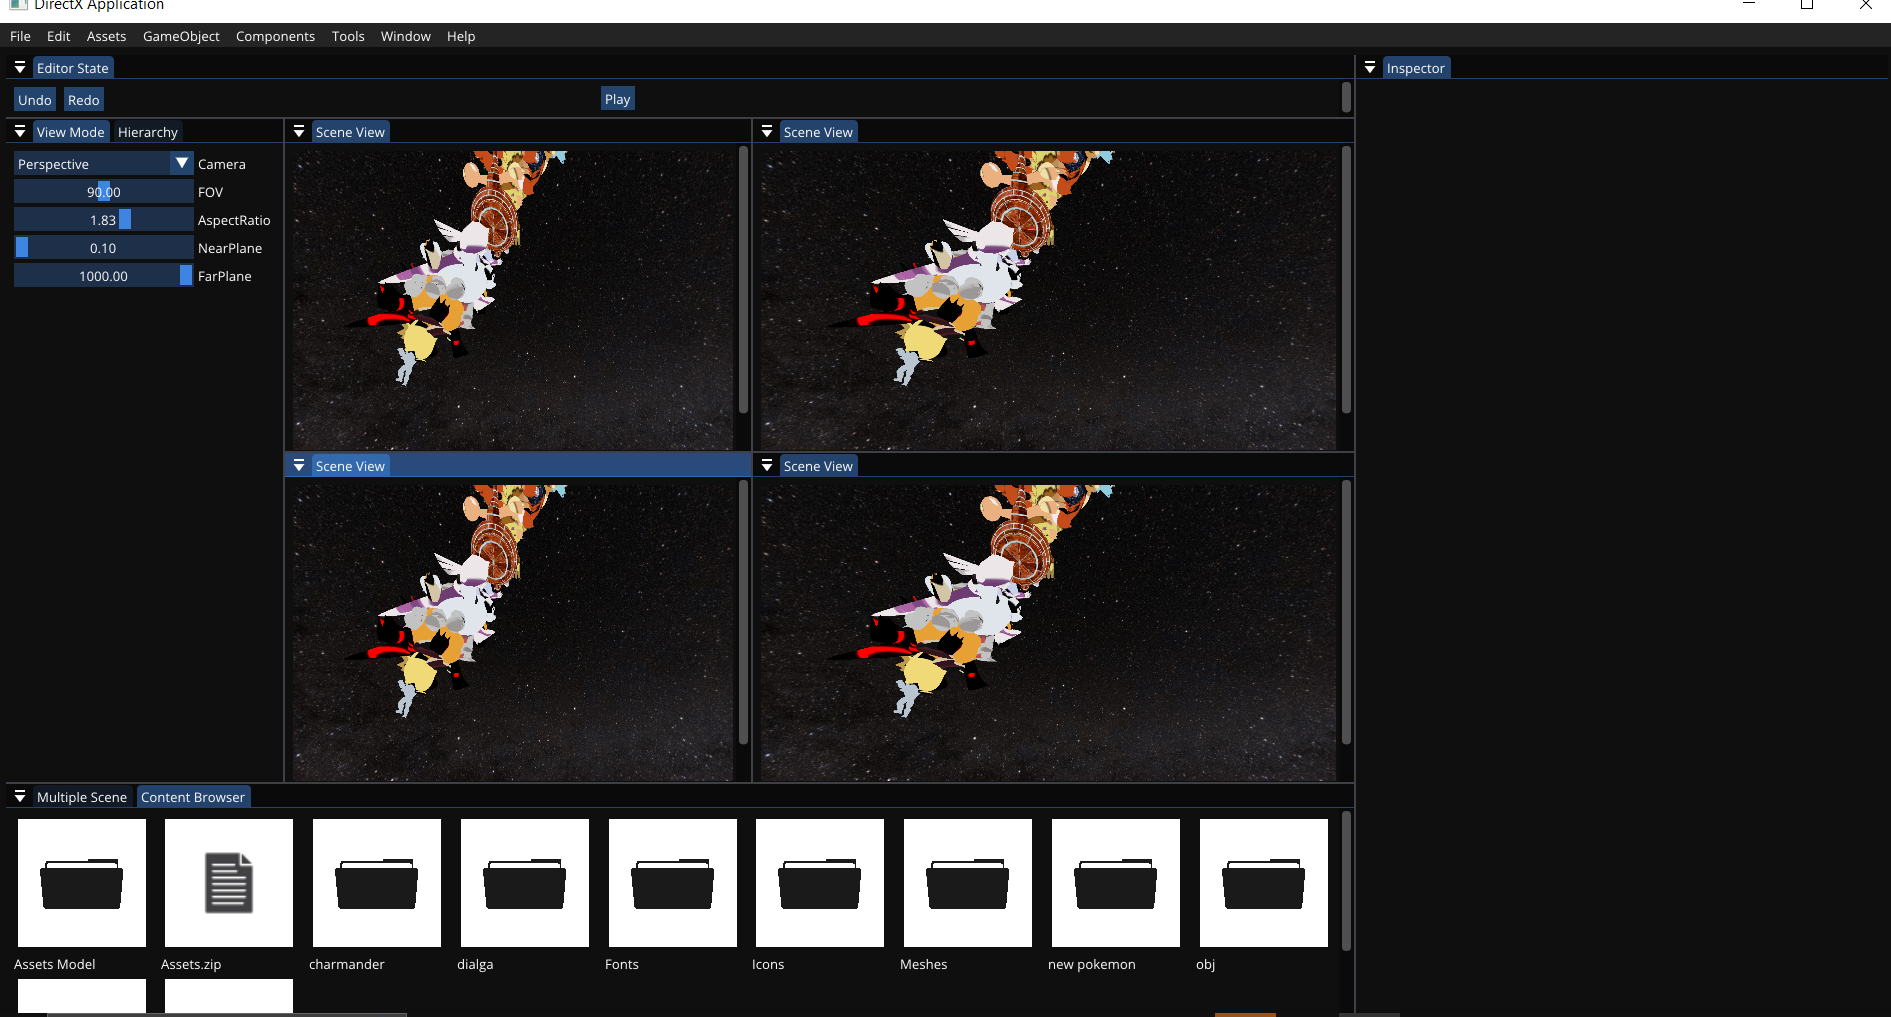 DirectX Application
File Edit Assets GameObject Components Tools Window Help
Editor State
Inspector
Undo Redo
Play
View Mode Hierarchy
Scene View
Scene View
Perspective Camera
90.00 FOV
1.83 AspectRatio
0.10 NearPlane
1000.00 FarPlane
Scene View
Scene View
Multiple Scene Content Browser
Assets Model
Assets.zip
charmander
dialga
Fonts
Icons
Meshes
new pokemon
obj